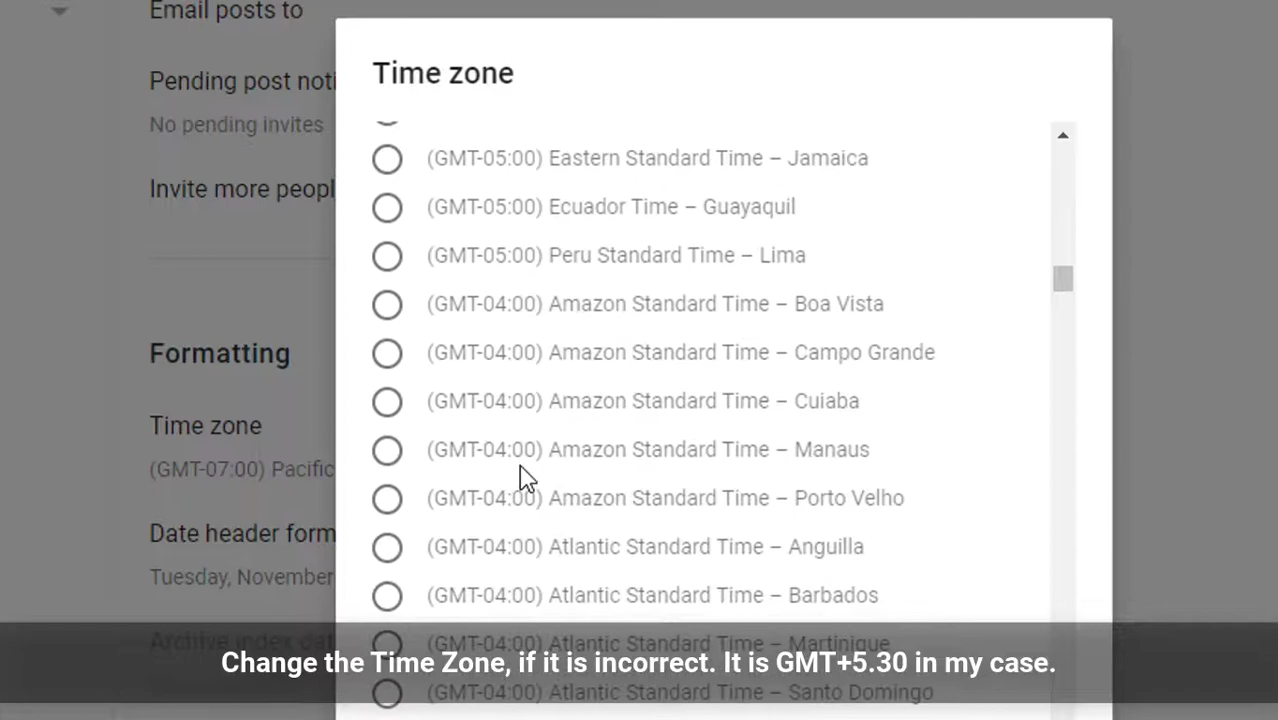 Email posts to
Time zone
Pending post noti
No pending invites
(GMT-05:00) Eastern Standard Time – Jamaica
Invite more peopl
(GMT-05:00) Ecuador Time – Guayaquil
(GMT-05:00) Peru Standard Time – Lima
(GMT-04:00) Amazon Standard Time – Boa Vista
Formatting
(GMT-04:00) Amazon Standard Time – Campo Grande
Time zone
(GMT-04:00) Amazon Standard Time – Cuiaba
(GMT-07:00) Pacific
(GMT-04:00) Amazon Standard Time – Manaus
(GMT-04:00) Amazon Standard Time – Porto Velho
Date header form
(GMT-04:00) Atlantic Standard Time – Anguilla
Tuesday, November
(GMT-04:00) Atlantic Standard Time – Barbados
Archive index dat
(GMT-04:00) Atlantic Standard Time – Martinique
Change the Time Zone, if it is incorrect. It is GMT+5.30 in my case.
(GMT-04:00) Atlantic Standard Time – Santo Domingo